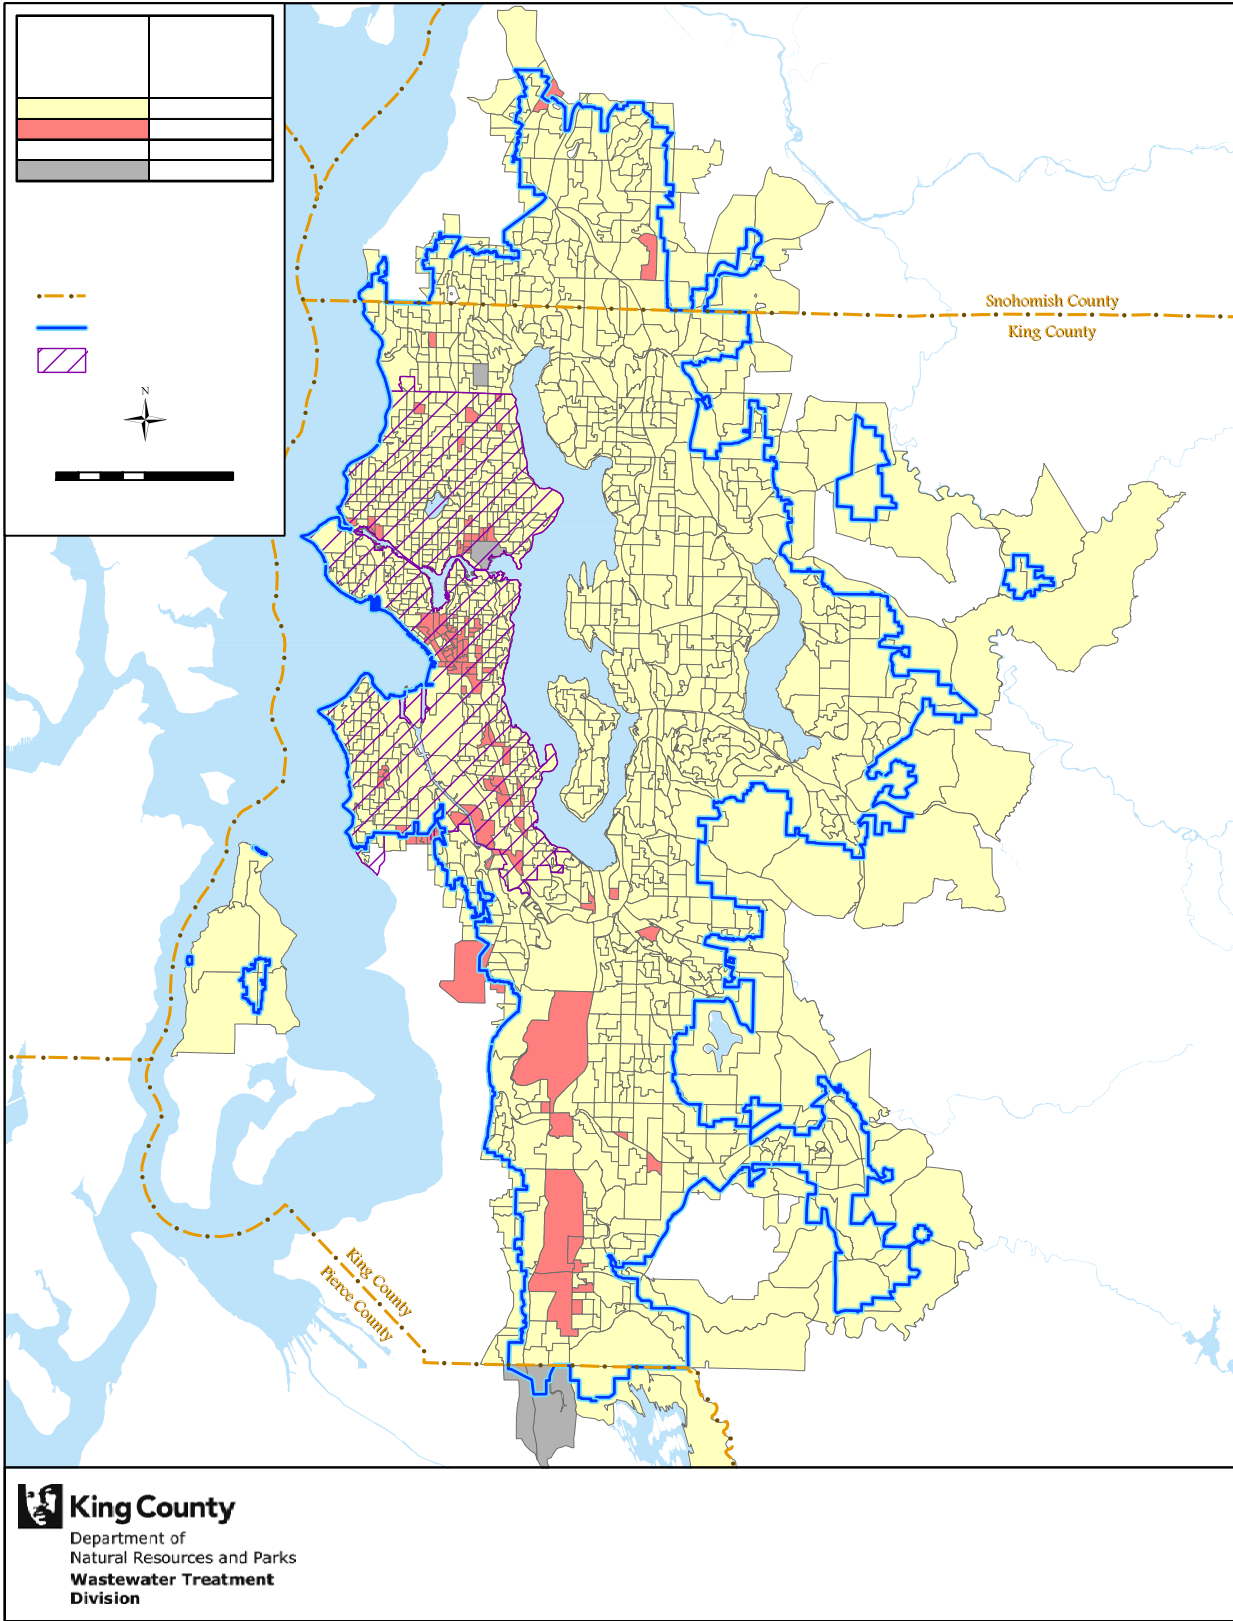 N
Snohomish County
King County
King County
Pierce County
King County
Department of
Natural Resources and Parks
Wastewater Treatment
Division